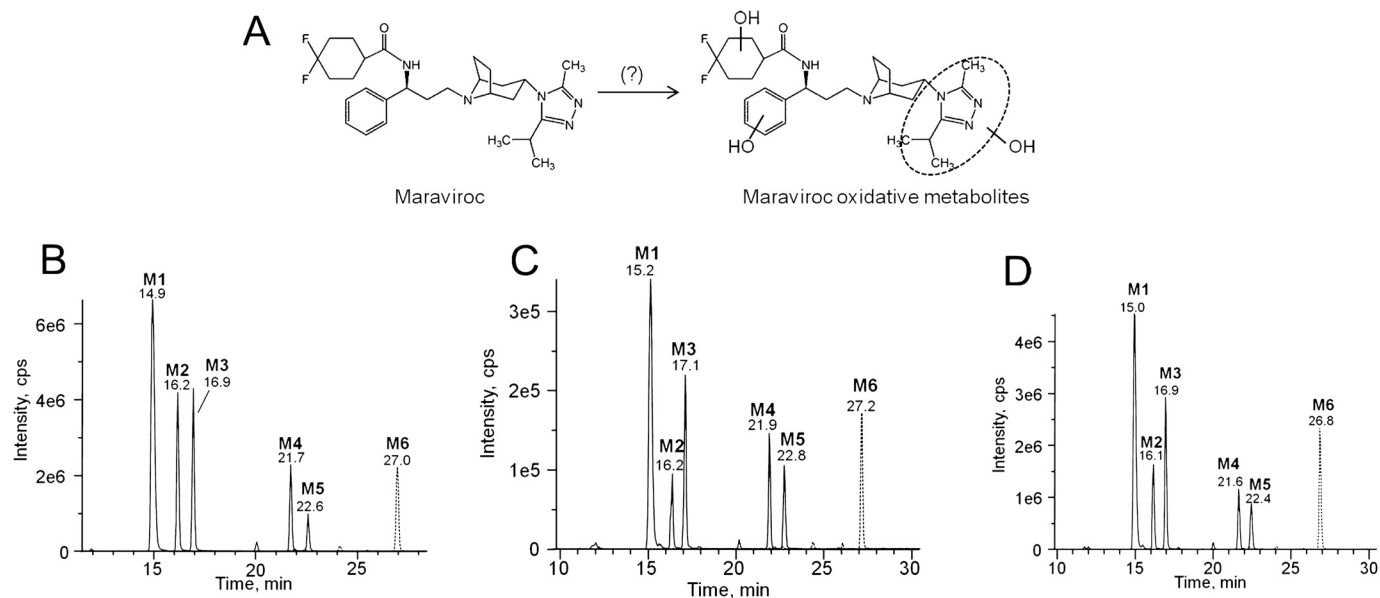 A
F
F
O
NH
N
N
CH₃
N
N
H₃C
CH₃
(?)
OH
F
F
O
NH
HO
N
N
CH₃
N
N
H₃C
CH₃
OH
Maraviroc
Maraviroc oxidative metabolites
B
Intensity, cps
6e6
4e6
2e6
0
M1
14.9
M2
16.2
M3
16.9
M4
21.7
M5
22.6
M6
27.0
15
20
25
Time, min
C
Intensity, cps
3e5
2e5
1e5
0
M1
15.2
M2
16.2
M3
17.1
M4
21.9
M5
22.8
M6
27.2
10
15
20
25
30
Time, min
D
Intensity, cps
4e6
3e6
2e6
1e6
0
M1
15.0
M2
16.1
M3
16.9
M4
21.6
M5
22.4
M6
26.8
10
15
20
25
30
Time, min